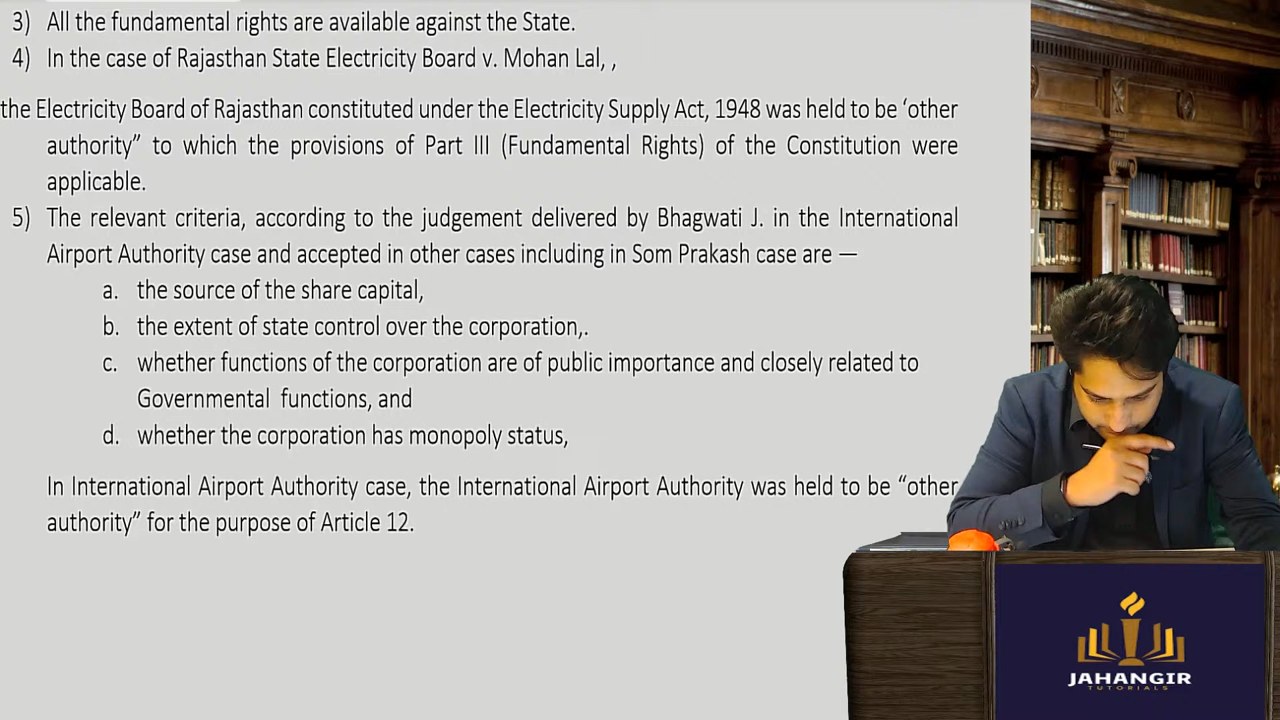 3) All the fundamental rights are available against the State.
4) In the case of Rajasthan State Electricity Board v. Mohan Lal, ,
the Electricity Board of Rajasthan constituted under the Electricity Supply Act, 1948 was held to be ‘other
authority” to which the provisions of Part III (Fundamental Rights) of the Constitution were
applicable.
5) The relevant criteria, according to the judgement delivered by Bhagwati J. in the International
Airport Authority case and accepted in other cases including in Som Prakash case are —
a. the source of the share capital,
b. the extent of state control over the corporation,.
c. whether functions of the corporation are of public importance and closely related to
Governmental functions, and
d. whether the corporation has monopoly status,
In International Airport Authority case, the International Airport Authority was held to be “other
authority” for the purpose of Article 12.
JAHANGIR
TUTORIALS